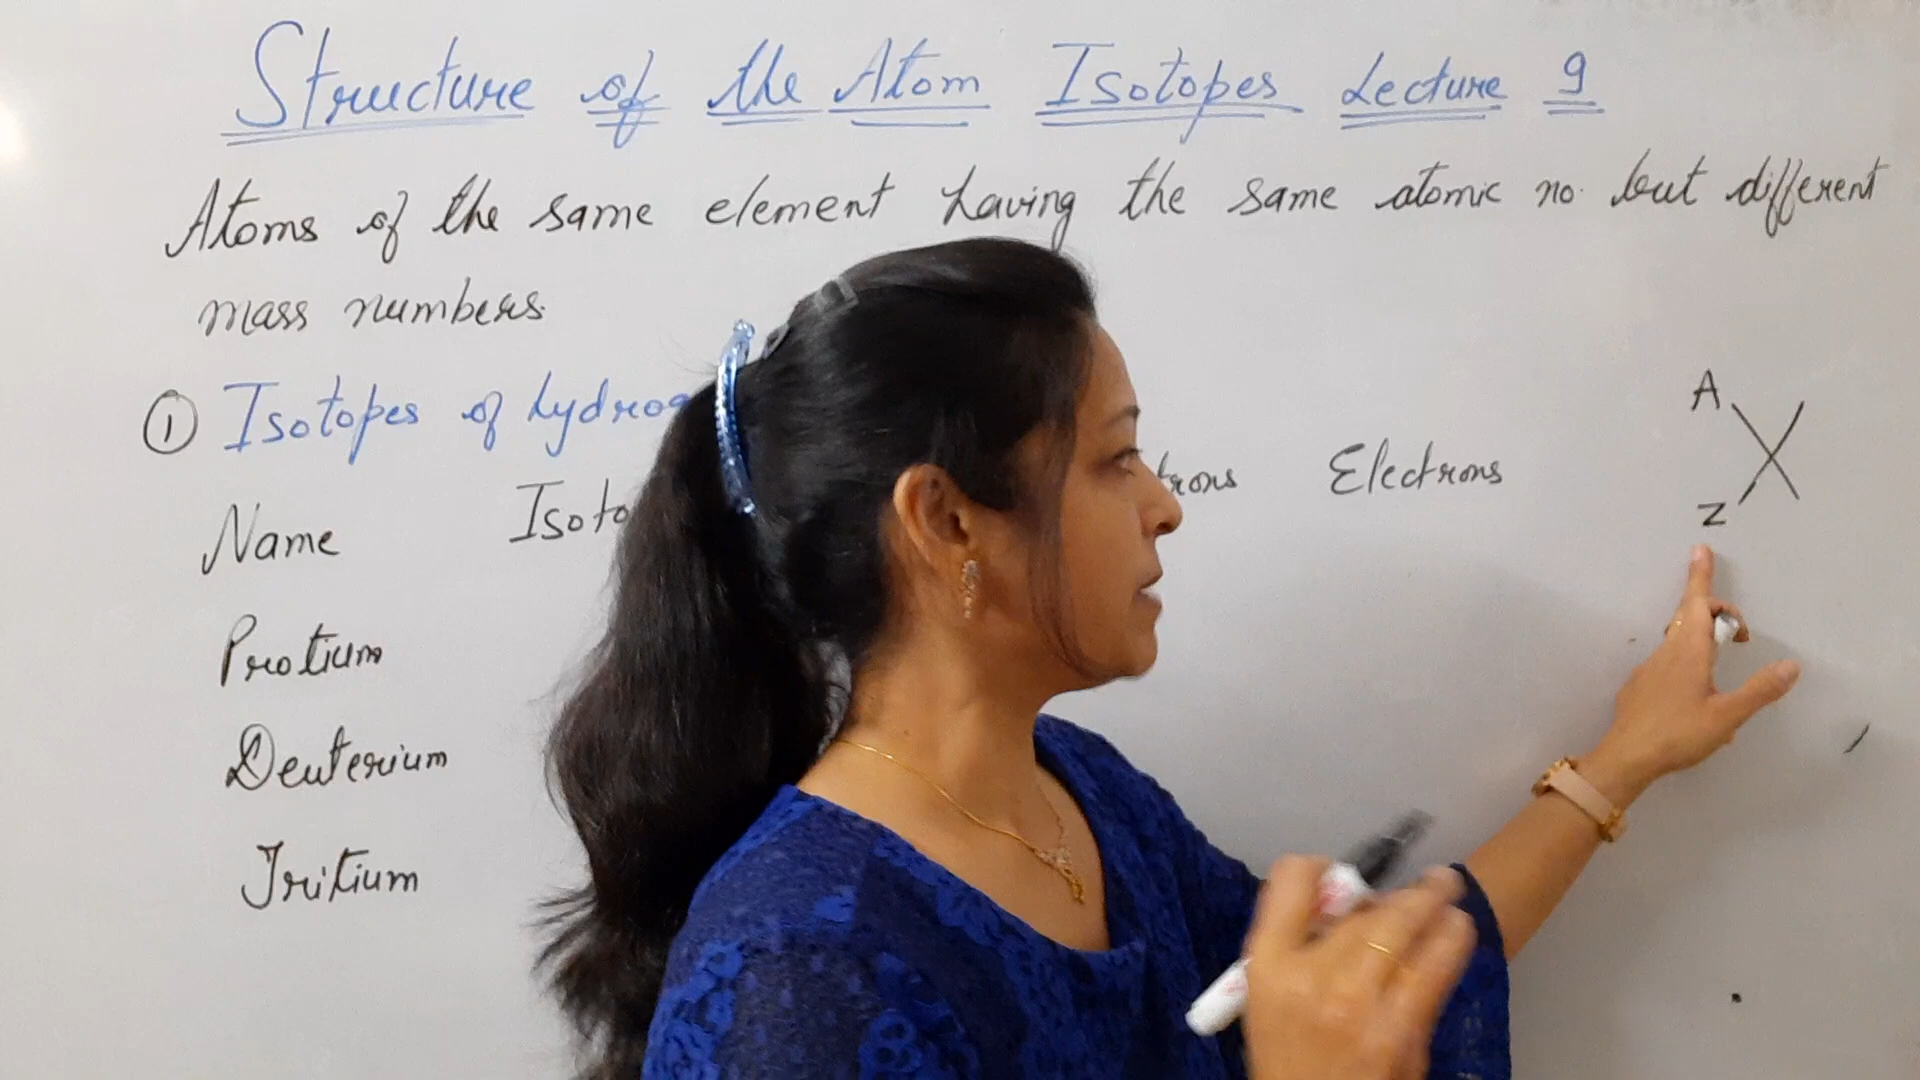 Structure of the Atom Isotopes Lecture 9
Atoms of the same element having the same atomic no. but different
mass numbers.
① Isotopes of hydrog
Name Isoto trons Electrons
A X
Z
Protium
Deuterium
Tritium